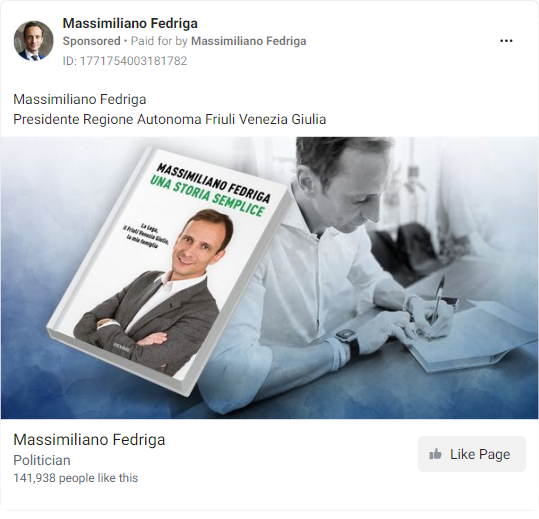 Massimiliano Fedriga
Sponsored • Paid for by Massimiliano Fedriga
ID: 1771754003181782
Massimiliano Fedriga
Presidente Regione Autonoma Friuli Venezia Giulia
MASSIMILIANO FEDRIGA
UNA STORIA SEMPLICE
La Lega,
il Friuli Venezia Giulia,
la mia famiglia
PIEMME
Massimiliano Fedriga
Politician
141,938 people like this
Like Page